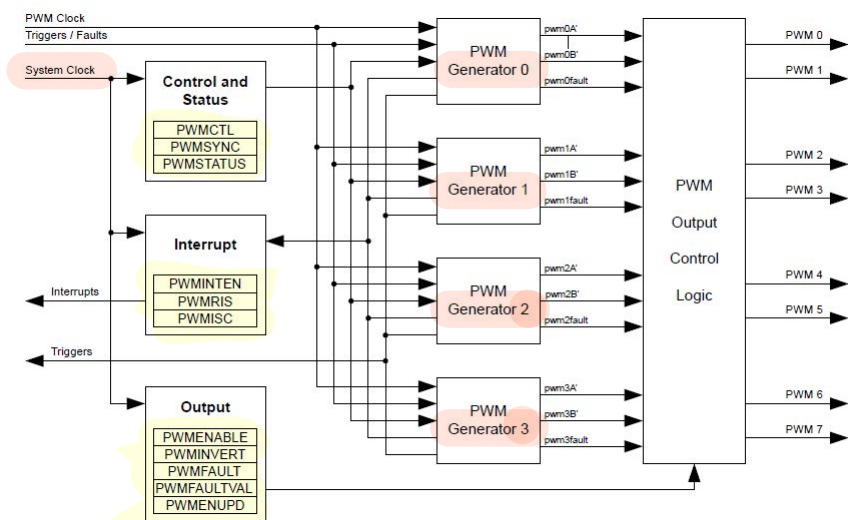 PWM Clock
Triggers / Faults
System Clock
Control and
Status
PWMCTL
PWMSYNC
PWMSTATUS
Interrupt
PWMINTEN
PWMRIS
PWMISC
Interrupts
Triggers
Output
PWMENABLE
PWMINVERT
PWMFAULT
PWMFAULTVAL
PWMENUPD
PWM
Generator 0
pwm0A'
pwm0B'
pwm0fault
PWM
Generator 1
pwm1A'
pwm1B'
pwm1fault
PWM
Generator 2
pwm2A'
pwm2B'
pwm2fault
PWM
Generator 3
pwm3A'
pwm3B'
pwm3fault
PWM
Output
Control
Logic
PWM 0
PWM 1
PWM 2
PWM 3
PWM 4
PWM 5
PWM 6
PWM 7